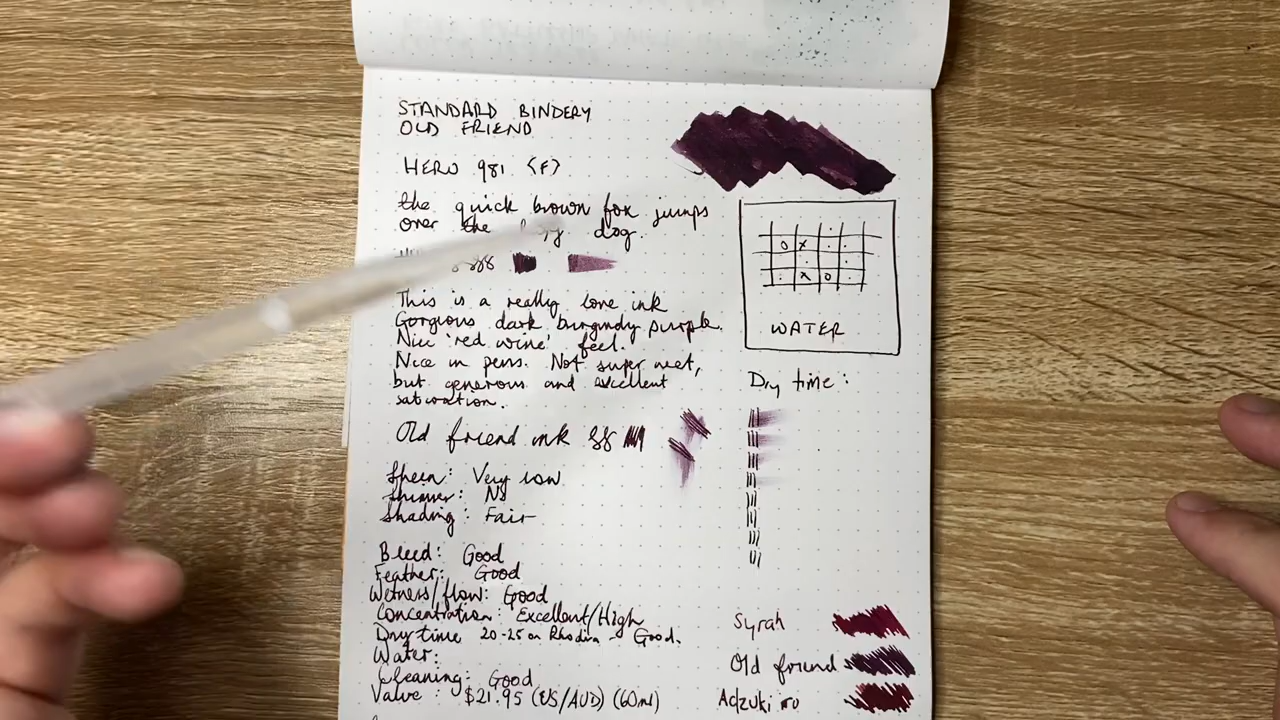 STANDARD BINDERY
OLD FRIEND
HERO 981 <F>
the quick brown fox jumps
over the dog.
This is a really love ink
Gorgious dark burgundy purple.
Nice 'red wine' feel.
Nice in pens. Not super wet,
but generous and excellent
saturation.
Old friend ink
Sheen: Very low
Shimmer: No
Shading: Fair
Bleed: Good
Feather: Good
Wetness/flow: Good
Concentration: Excellent/High
Dry time 20-25 on Rhodia - Good.
Water:
Cleaning: Good
Value: $21.95 (US/AUD) (60ml)
WATER
Dry time:
Syrah
Old friend
Adzuki iro